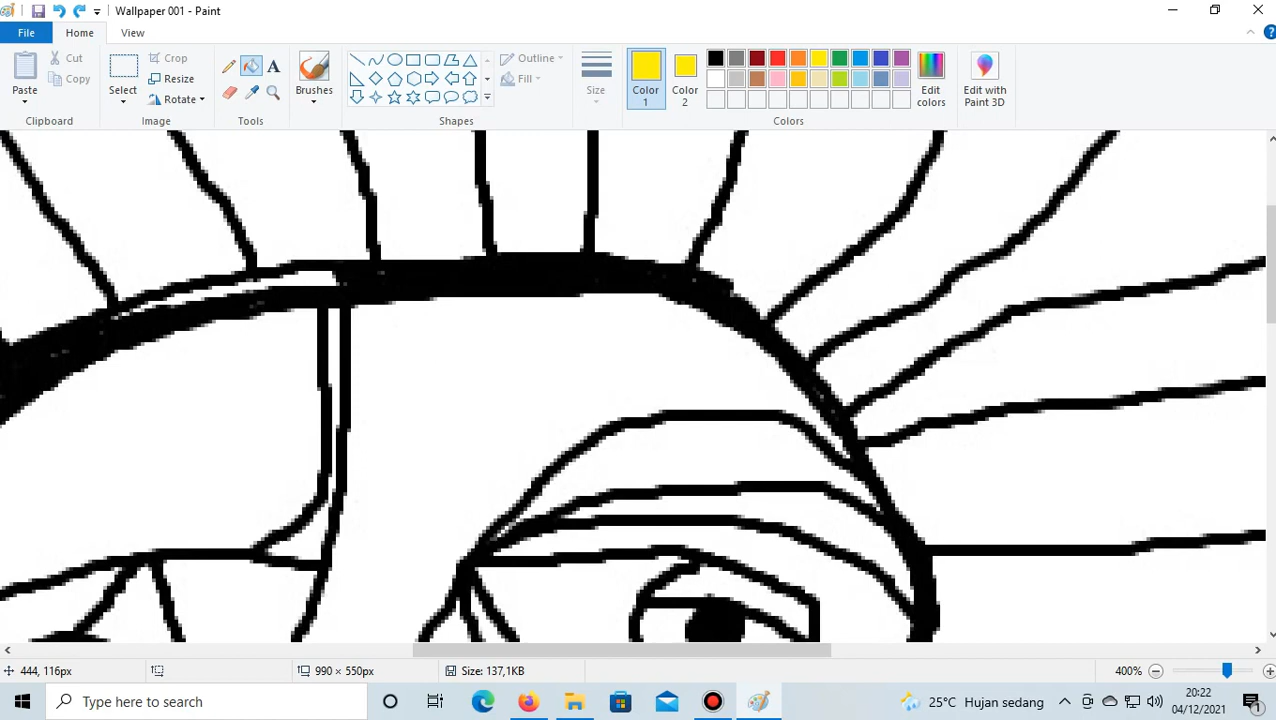 Wallpaper 001 - Paint
File Home View
Paste
Cut
Copy
Clipboard
Select
Crop
Resize
Rotate
Image
Tools
Brushes
Outline
Fill
Shapes
Size
Color 1
Color 2
Edit colors
Edit with Paint 3D
Colors
444, 116px
990 × 550px
Size: 137,1KB
400%
Type here to search
25°C Hujan sedang
20:22
04/12/2021
1